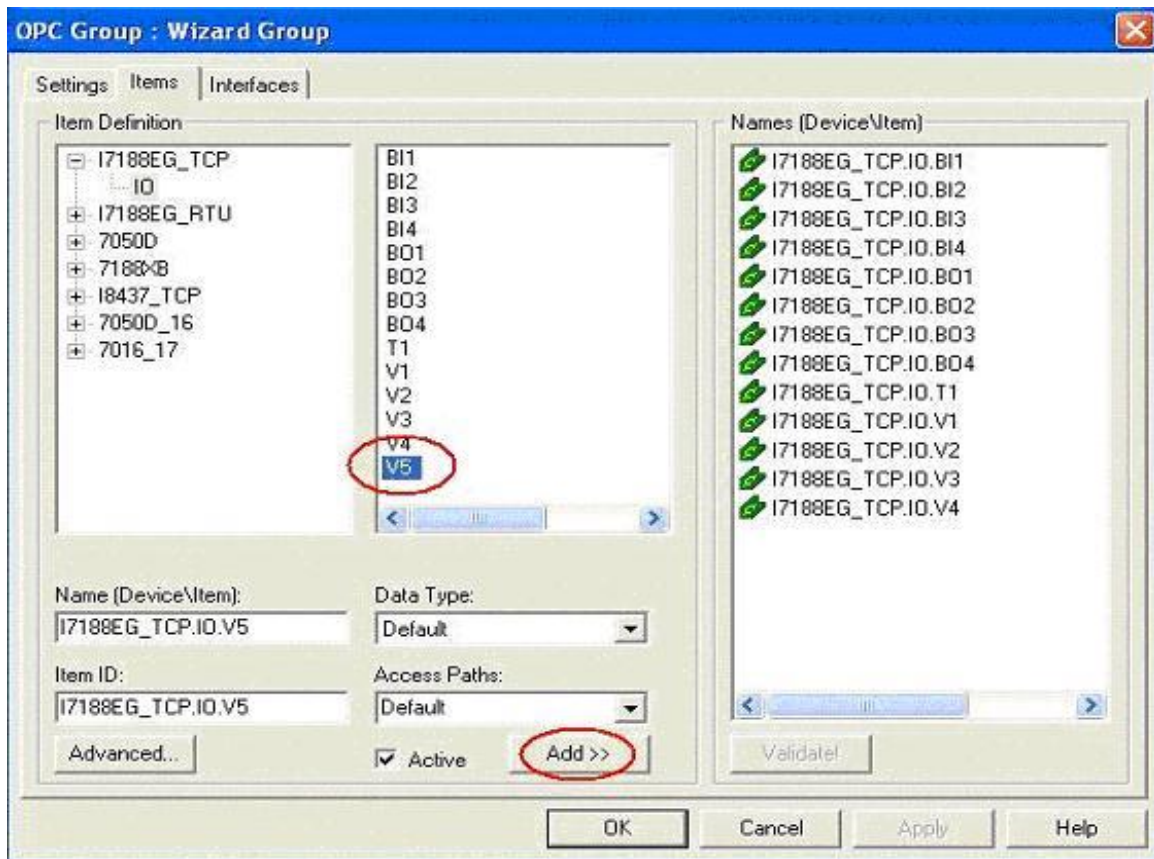 OPC Group : Wizard Group
Settings Items Interfaces
Item Definition
I7188EG_TCP
IO
I7188EG_RTU
7050D
7188XB
I8437_TCP
7050D_16
7016_17
BI1
BI2
BI3
BI4
BO1
BO2
BO3
BO4
T1
V1
V2
V3
V4
V5
Name (Device\Item):
I7188EG_TCP.IO.V5
Data Type:
Default
Item ID:
I7188EG_TCP.IO.V5
Access Paths:
Default
Advanced...
Active
Add >>
Names (Device\Item)
I7188EG_TCP.IO.BI1
I7188EG_TCP.IO.BI2
I7188EG_TCP.IO.BI3
I7188EG_TCP.IO.BI4
I7188EG_TCP.IO.BO1
I7188EG_TCP.IO.BO2
I7188EG_TCP.IO.BO3
I7188EG_TCP.IO.BO4
I7188EG_TCP.IO.T1
I7188EG_TCP.IO.V1
I7188EG_TCP.IO.V2
I7188EG_TCP.IO.V3
I7188EG_TCP.IO.V4
Validate!
OK Cancel Apply Help